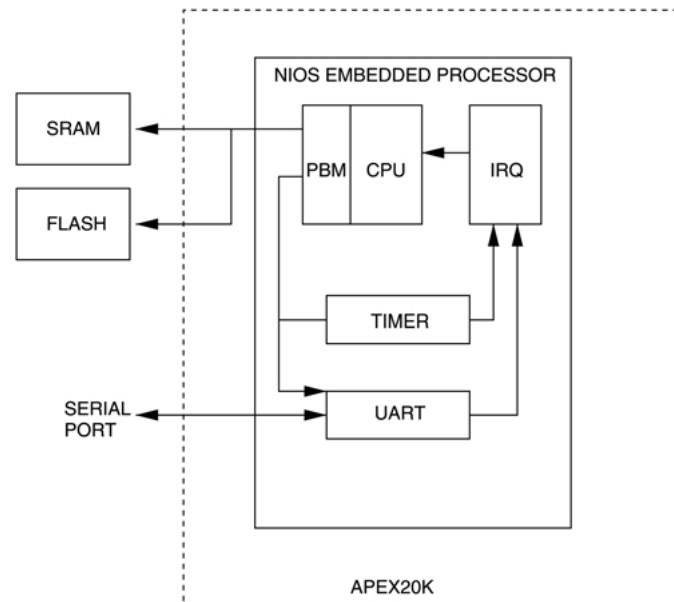 NIOS EMBEDDED PROCESSOR
SRAM
PBM
CPU
IRQ
FLASH
TIMER
SERIAL
PORT
UART
APEX20K